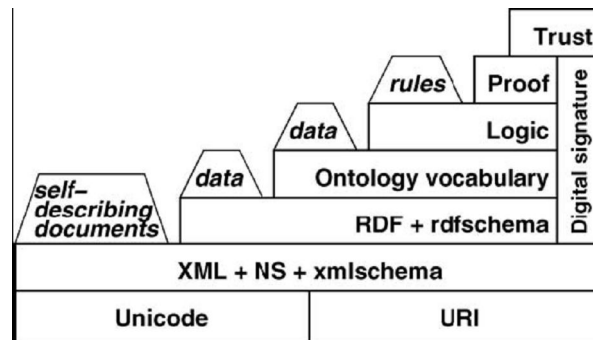 Trust
rules
Proof
data
Logic
Digital signature
data
Ontology vocabulary
self-
describing
documents
RDF + rdfschema
XML + NS + xmlschema
Unicode
URI